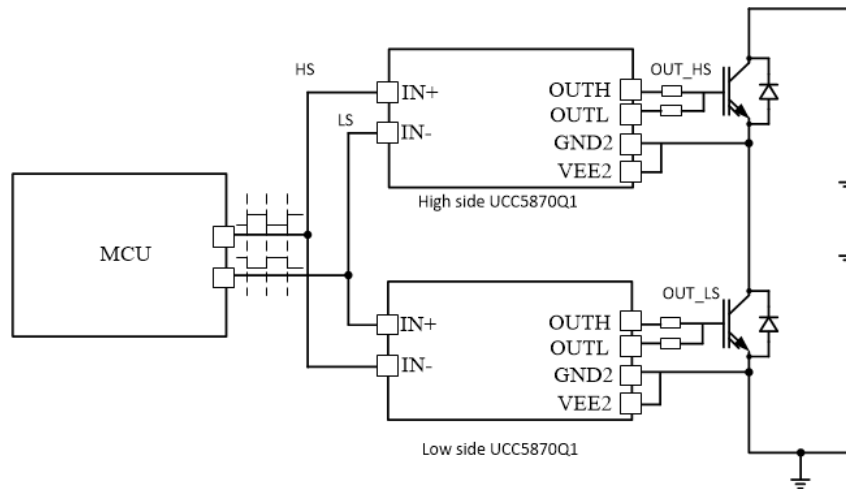 HS
IN+
OUTH
OUT_HS
LS
IN-
OUTL
GND2
VEE2
High side UCC5870Q1
MCU
IN+
OUTH
OUT_LS
IN-
OUTL
GND2
VEE2
Low side UCC5870Q1